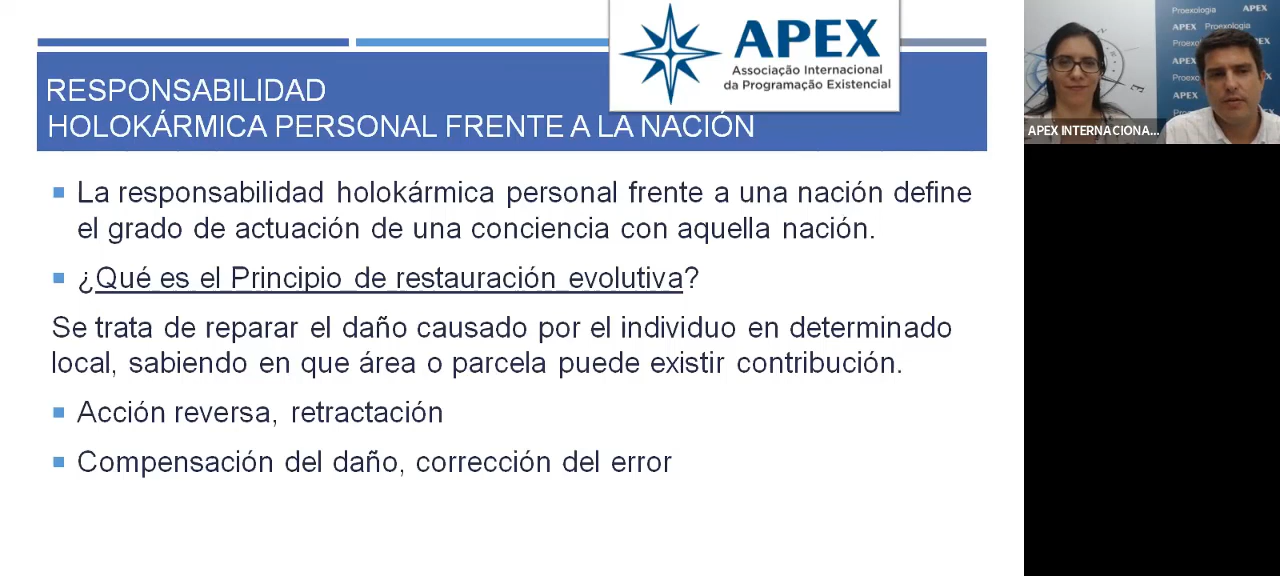 APEX
Associação Internacional
da Programação Existencial
RESPONSABILIDAD
HOLOKÁRMICA PERSONAL FRENTE A LA NACIÓN
La responsabilidad holokármica personal frente a una nación define
el grado de actuación de una conciencia con aquella nación.
¿Qué es el Principio de restauración evolutiva?
Se trata de reparar el daño causado por el individuo en determinado
local, sabiendo en que área o parcela puede existir contribución.
Acción reversa, retractación
Compensación del daño, corrección del error
Proexologia APEX
APEX Proexologia
APEX
APEX
APEX INTERNACIONA...